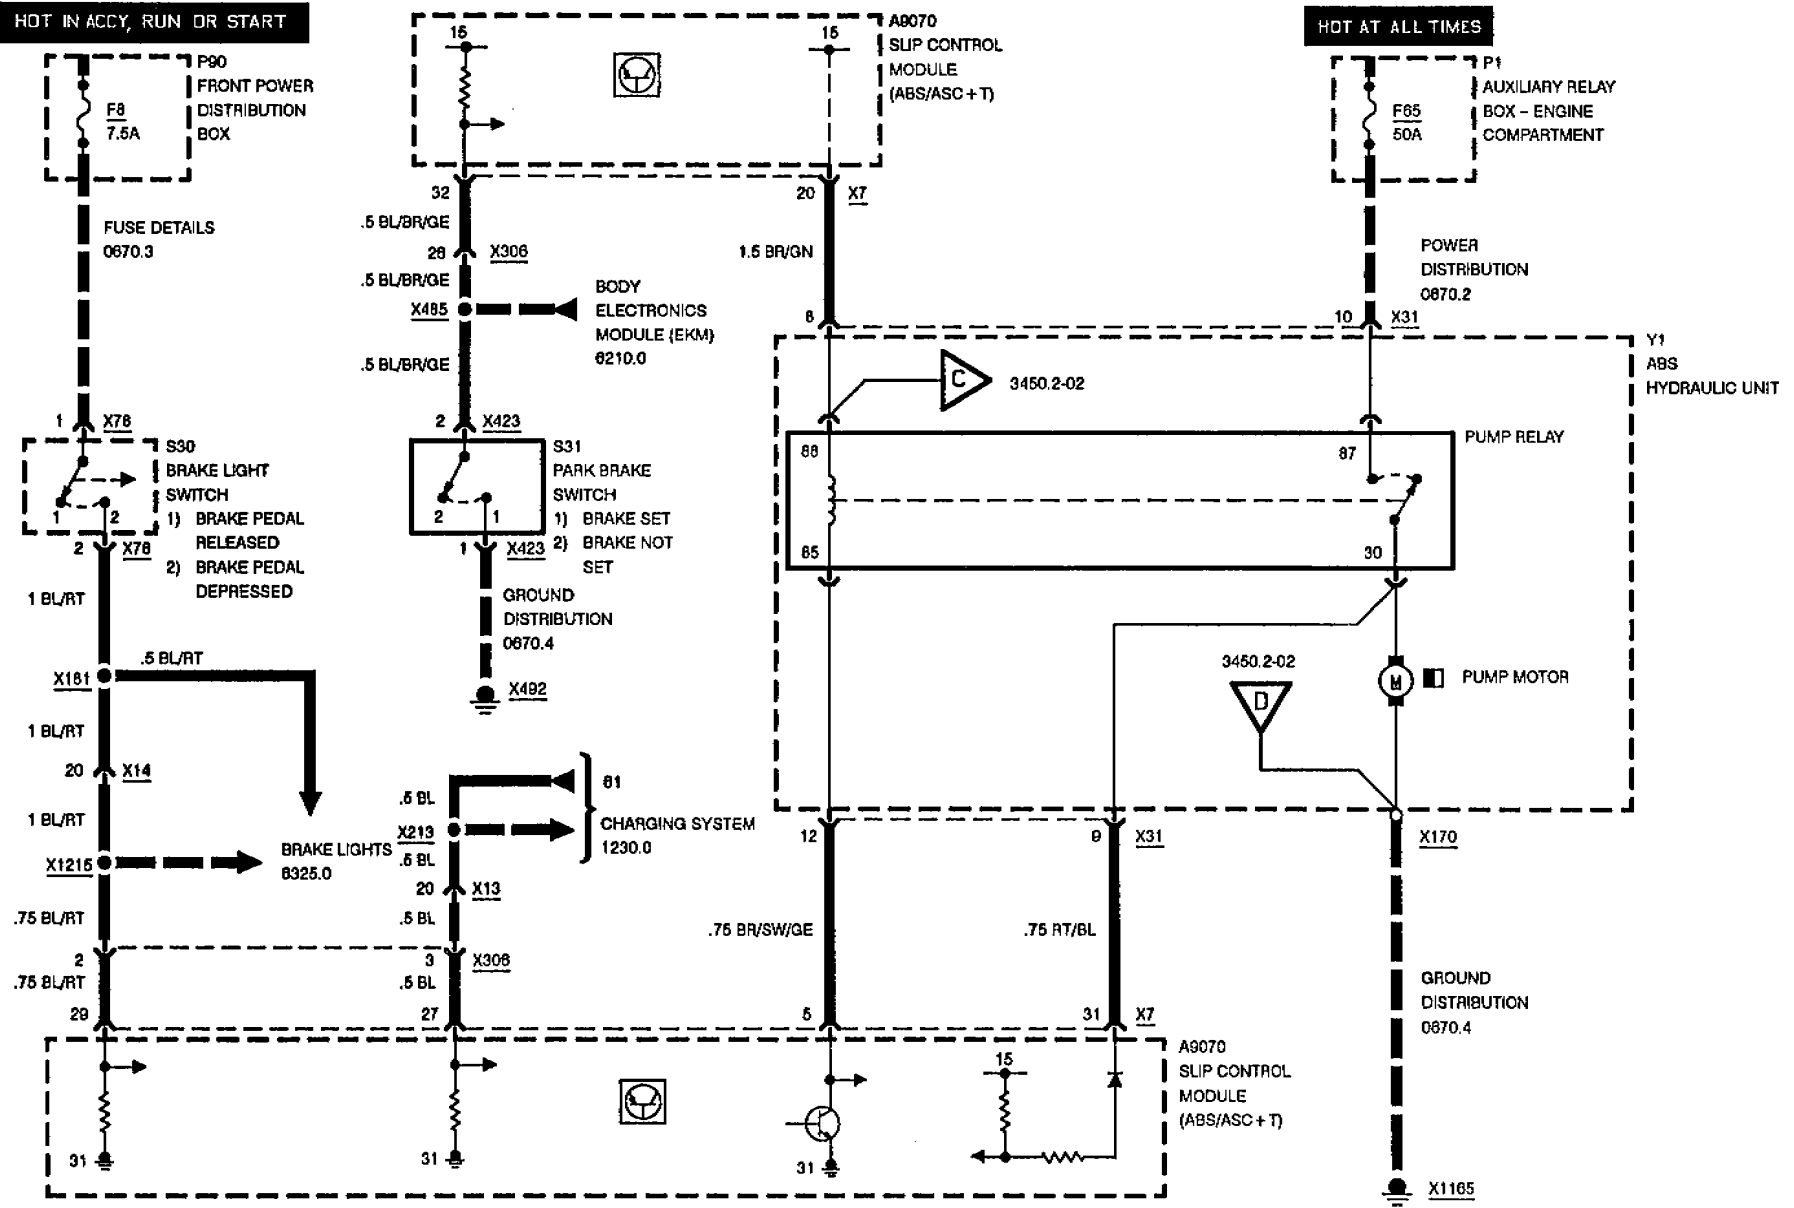 HOT IN ACCY, RUN OR START
P90
FRONT POWER
DISTRIBUTION
BOX
F8
7.5A
FUSE DETAILS
0670.3
1
X78
S30
BRAKE LIGHT
SWITCH
1) BRAKE PEDAL
RELEASED
2) BRAKE PEDAL
DEPRESSED
1
2
2
X78
1 BL/RT
.5 BL/RT
X181
1 BL/RT
20
X14
1 BL/RT
X1215
BRAKE LIGHTS
6325.0
.75 BL/RT
2
.75 BL/RT
29
15
15
A9070
SLIP CONTROL
MODULE
(ABS/ASC+T)
32
20
X7
.5 BL/BR/GE
28
X306
.5 BL/BR/GE
X485
BODY
ELECTRONICS
MODULE (EKM)
6210.0
.5 BL/BR/GE
2
X423
S31
PARK BRAKE
SWITCH
1) BRAKE SET
2) BRAKE NOT
SET
2
1
1
X423
GROUND
DISTRIBUTION
0670.4
X492
61
.5 BL
X213
CHARGING SYSTEM
1230.0
.5 BL
20
X13
.5 BL
3
X306
.5 BL
27
1.5 BR/GN
HOT AT ALL TIMES
P1
AUXILIARY RELAY
BOX - ENGINE
COMPARTMENT
F65
50A
POWER
DISTRIBUTION
0670.2
8
10
X31
Y1
ABS
HYDRAULIC UNIT
C
3450.2-02
PUMP RELAY
86
87
85
30
3450.2-02
D
M
PUMP MOTOR
12
9
X31
X170
.75 BR/SW/GE
.75 RT/BL
GROUND
DISTRIBUTION
0670.4
5
31
X7
A9070
SLIP CONTROL
MODULE
(ABS/ASC+T)
15
31
31
31
X1165